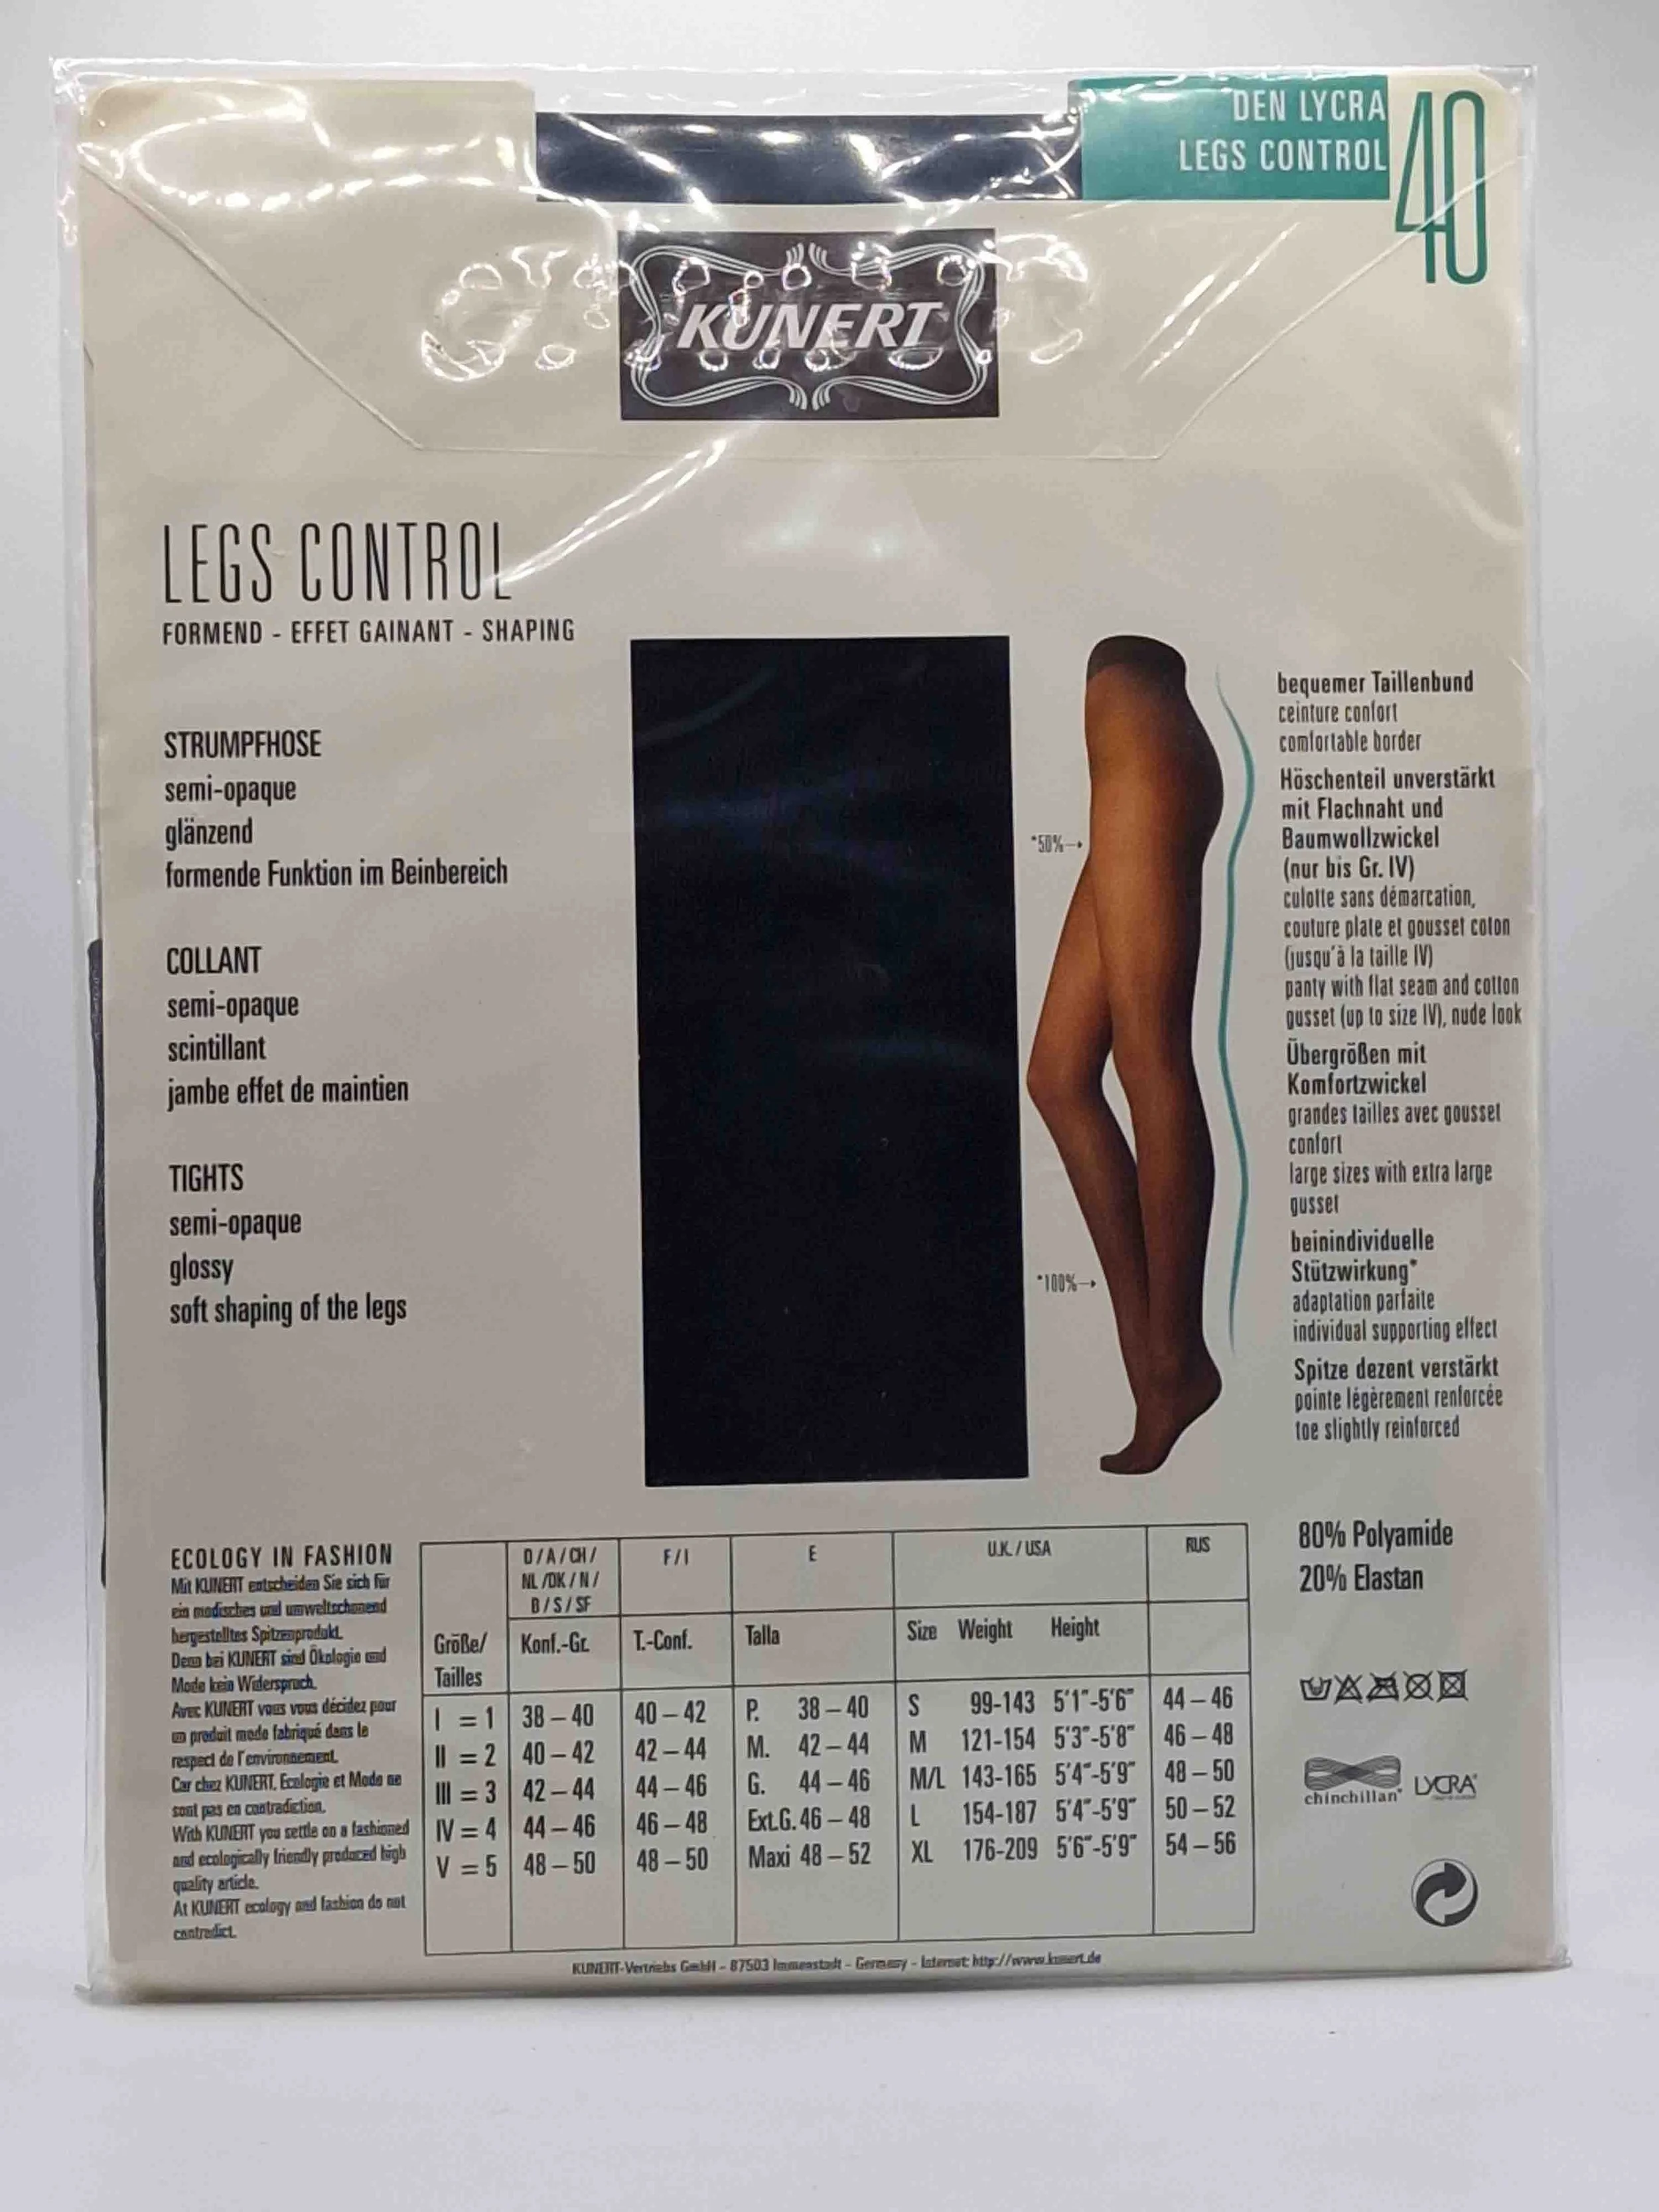 DEN LYCRA
LEGS CONTROL
40
KUNERT
LEGS CONTROL
FORMEND - EFFET GAINANT - SHAPING
STRUMPFHOSE
semi-opaque
glänzend
formende Funktion im Beinbereich
COLLANT
semi-opaque
scintillant
jambe effet de maintien
TIGHTS
semi-opaque
glossy
soft shaping of the legs
*50%→
*100%→
bequemer Taillenbund
ceinture confort
comfortable border
Höschenteil unverstärkt
mit Flachnaht und
Baumwollzwickel
(nur bis Gr. IV)
culotte sans démarcation,
couture plate et gousset coton
(jusqu'à la taille IV)
panty with flat seam and cotton
gusset (up to size IV), nude look
Übergrößen mit
Komfortzwickel
grandes tailles avec gousset
confort
large sizes with extra large
gusset
beinindividuelle
Stützwirkung*
adaptation parfaite
individual supporting effect
Spitze dezent verstärkt
pointe légèrement renforcée
toe slightly reinforced
80% Polyamide
20% Elastan
ECOLOGY IN FASHION
Mit KUNERT entscheiden Sie sich für
ein modisches und umweltschonend
hergestelltes Spitzenprodukt.
Denn bei KUNERT sind Ökologie und
Mode kein Widerspruch.
Avec KUNERT vous vous décidez pour
un produit mode fabriqué dans le
respect de l'environnement.
Car chez KUNERT, Ecologie et Mode ne
sont pas en contradiction.
With KUNERT you settle on a fashioned
and ecologically friendly produced high
quality article.
At KUNERT ecology and fashion do not
contradict.
D / A / CH / F / I E U.K. / USA RUS
NL / DK / N /
B / S / SF
Größe/ Konf.-Gr. T.-Conf. Talla Size Weight Height
Tailles
I = 1 38 – 40 40 – 42 P. 38 – 40 S 99-143 5'1"-5'6" 44 – 46
II = 2 40 – 42 42 – 44 M. 42 – 44 M 121-154 5'3"-5'8" 46 – 48
III = 3 42 – 44 44 – 46 G. 44 – 46 M/L 143-165 5'4"-5'9" 48 – 50
IV = 4 44 – 46 46 – 48 Ext.G. 46 – 48 L 154-187 5'4"-5'9" 50 – 52
V = 5 48 – 50 48 – 50 Maxi 48 – 52 XL 176-209 5'6"-5'9" 54 – 56
chinchillan® LYCRA®
KUNERT-Vertriebs GmbH – 87503 Immenstadt – Germany – Internet: http://www.kunert.de